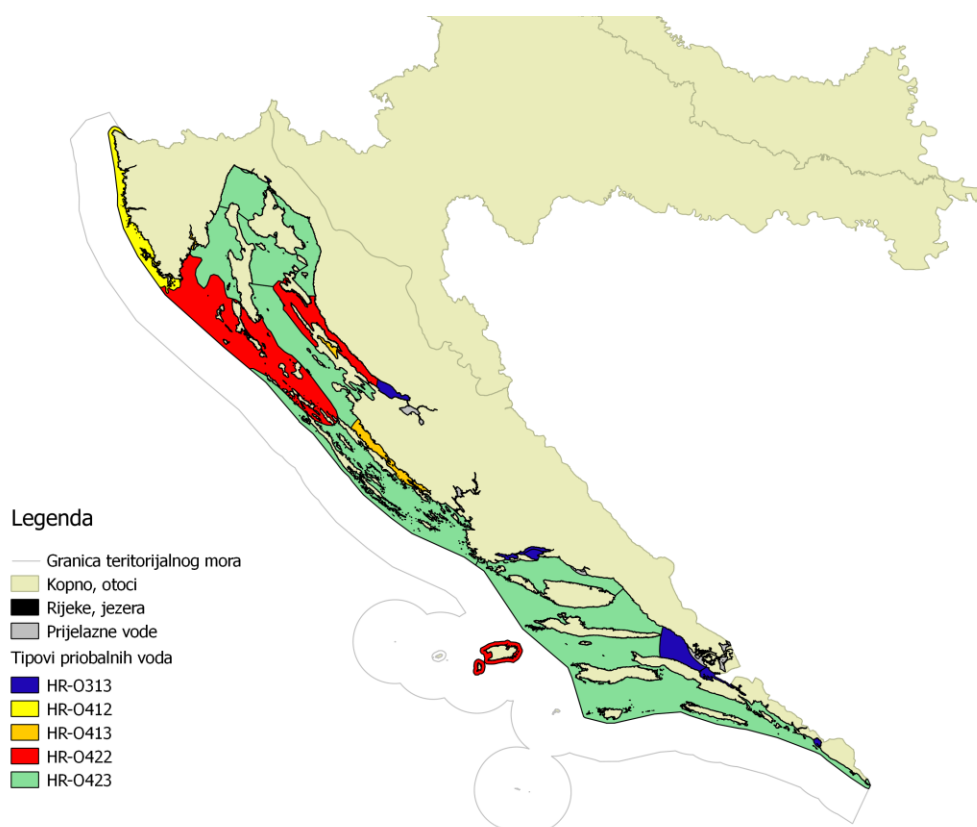 Legenda
Granica teritorijalnog mora
Kopno, otoci
Rijeke, jezera
Prijelazne vode
Tipovi priobalnih voda
HR-O313
HR-O412
HR-O413
HR-O422
HR-O423